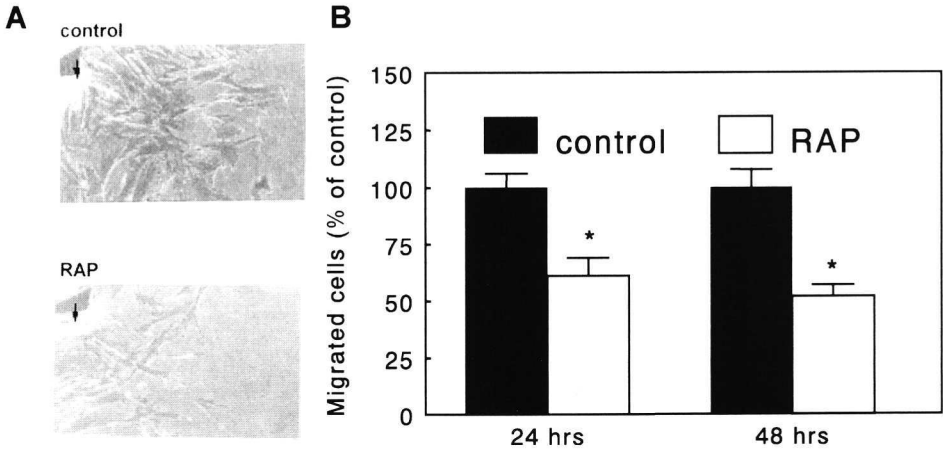 A
control
RAP
B
Migrated cells (% of control)
150
125
100
75
50
25
0
control
RAP
*
*
24 hrs
48 hrs